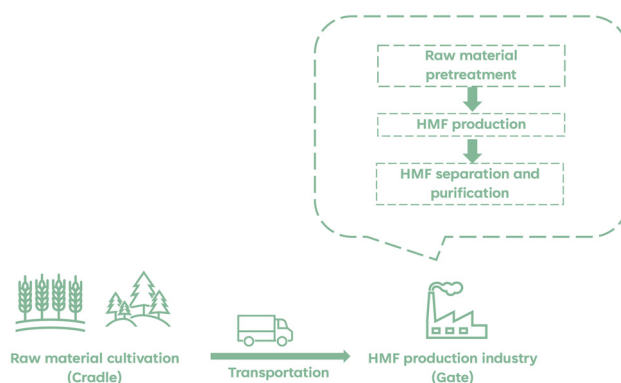 Raw material
pretreatment
HMF production
HMF separation and
purification
Raw material cultivation
(Cradle)
Transportation
HMF production industry
(Gate)